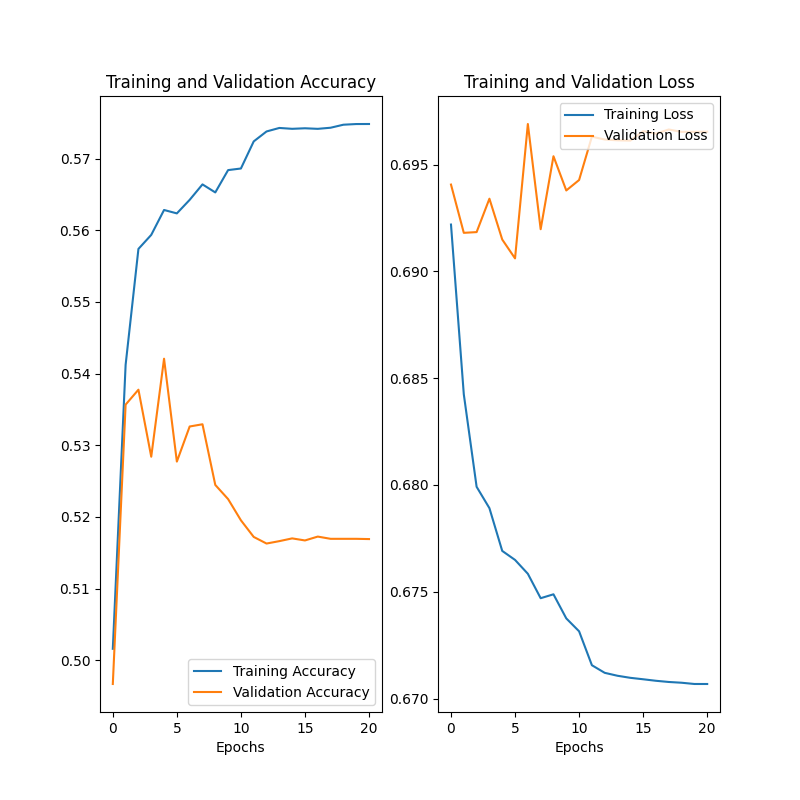 Training and Validation Accuracy
0.57
0.56
0.55
0.54
0.53
0.52
0.51
0.50
Training Accuracy
Validation Accuracy
0 5 10 15 20
Epochs
Training and Validation Loss
Training Loss
Validation Loss
0.695
0.690
0.685
0.680
0.675
0.670
0 5 10 15 20
Epochs